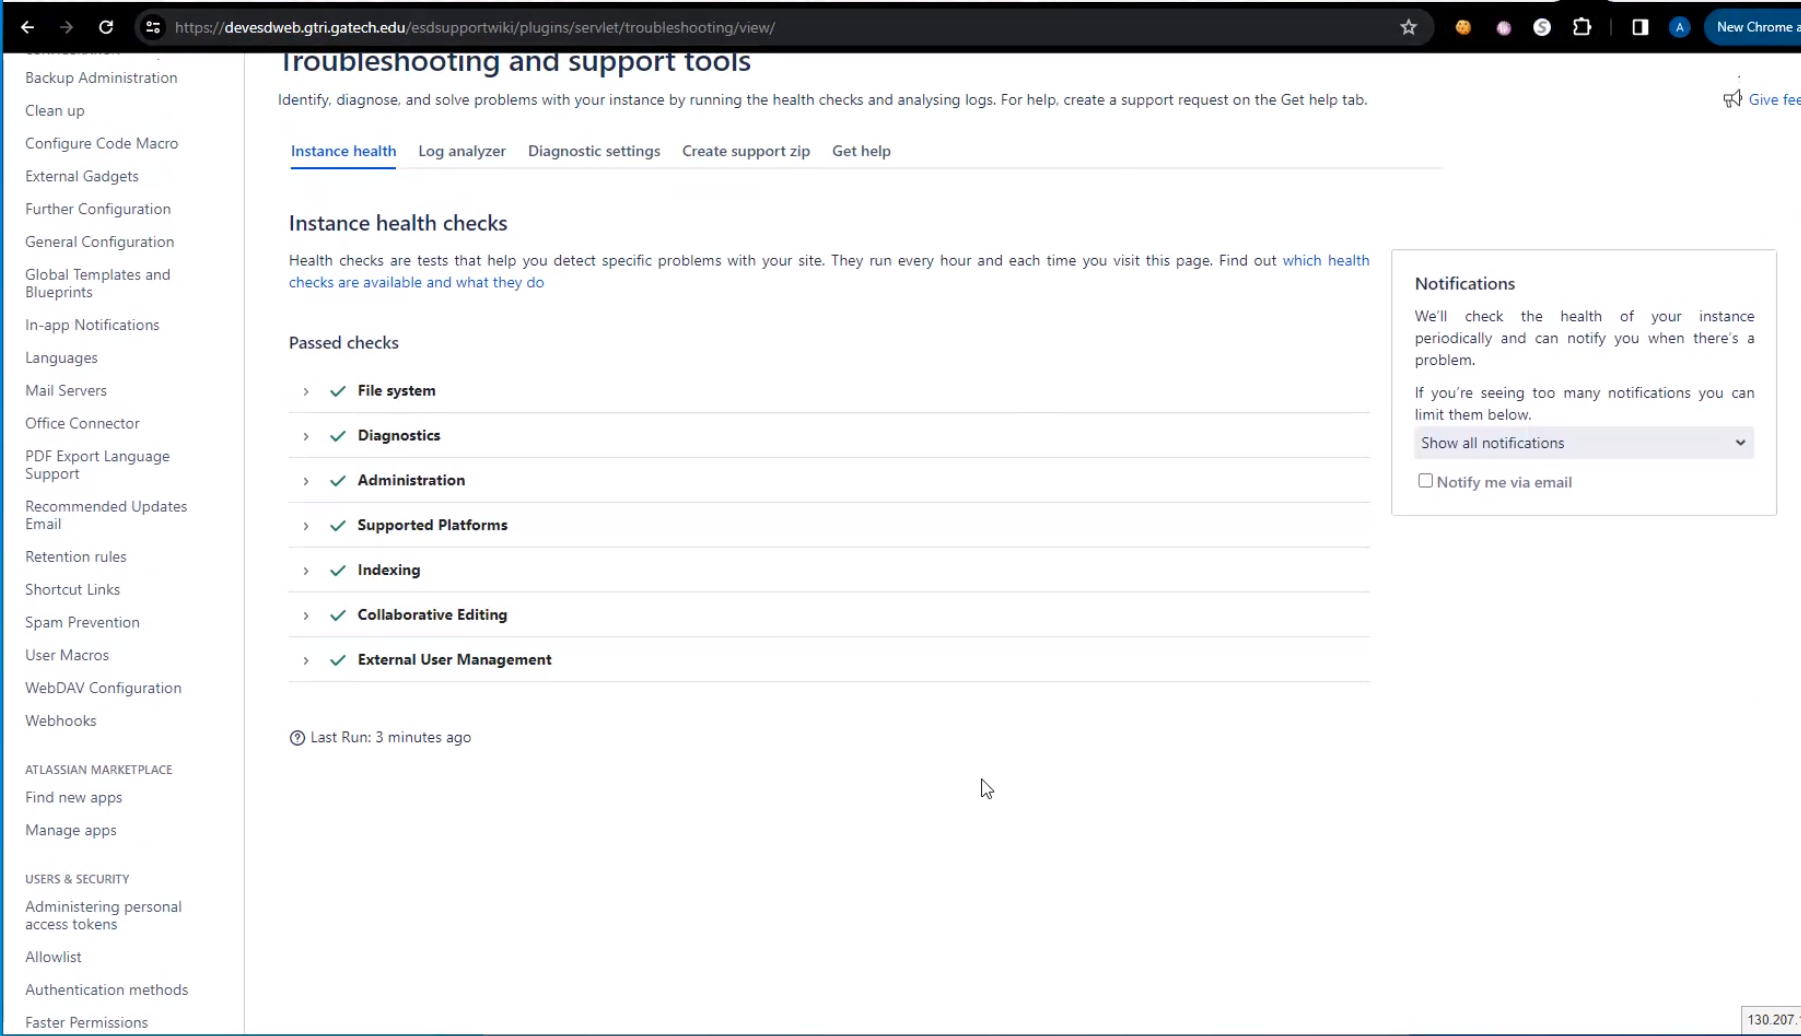 https://devesdweb.gtri.gatech.edu/esdsupportwiki/plugins/servlet/troubleshooting/view/
S
A
New Chrome a
Backup Administration
Clean up
Configure Code Macro
External Gadgets
Further Configuration
General Configuration
Global Templates and
Blueprints
In-app Notifications
Languages
Mail Servers
Office Connector
PDF Export Language
Support
Recommended Updates
Email
Retention rules
Shortcut Links
Spam Prevention
User Macros
WebDAV Configuration
Webhooks
ATLASSIAN MARKETPLACE
Find new apps
Manage apps
USERS & SECURITY
Administering personal
access tokens
Allowlist
Authentication methods
Faster Permissions
Troubleshooting and support tools
Identify, diagnose, and solve problems with your instance by running the health checks and analysing logs. For help, create a support request on the Get help tab.
Give fee
Instance health Log analyzer Diagnostic settings Create support zip Get help
Instance health checks
Health checks are tests that help you detect specific problems with your site. They run every hour and each time you visit this page. Find out which health
checks are available and what they do
Passed checks
File system
Diagnostics
Administration
Supported Platforms
Indexing
Collaborative Editing
External User Management
Last Run: 3 minutes ago
Notifications
We'll check the health of your instance
periodically and can notify you when there's a
problem.
If you're seeing too many notifications you can
limit them below.
Show all notifications
Notify me via email
130.207.